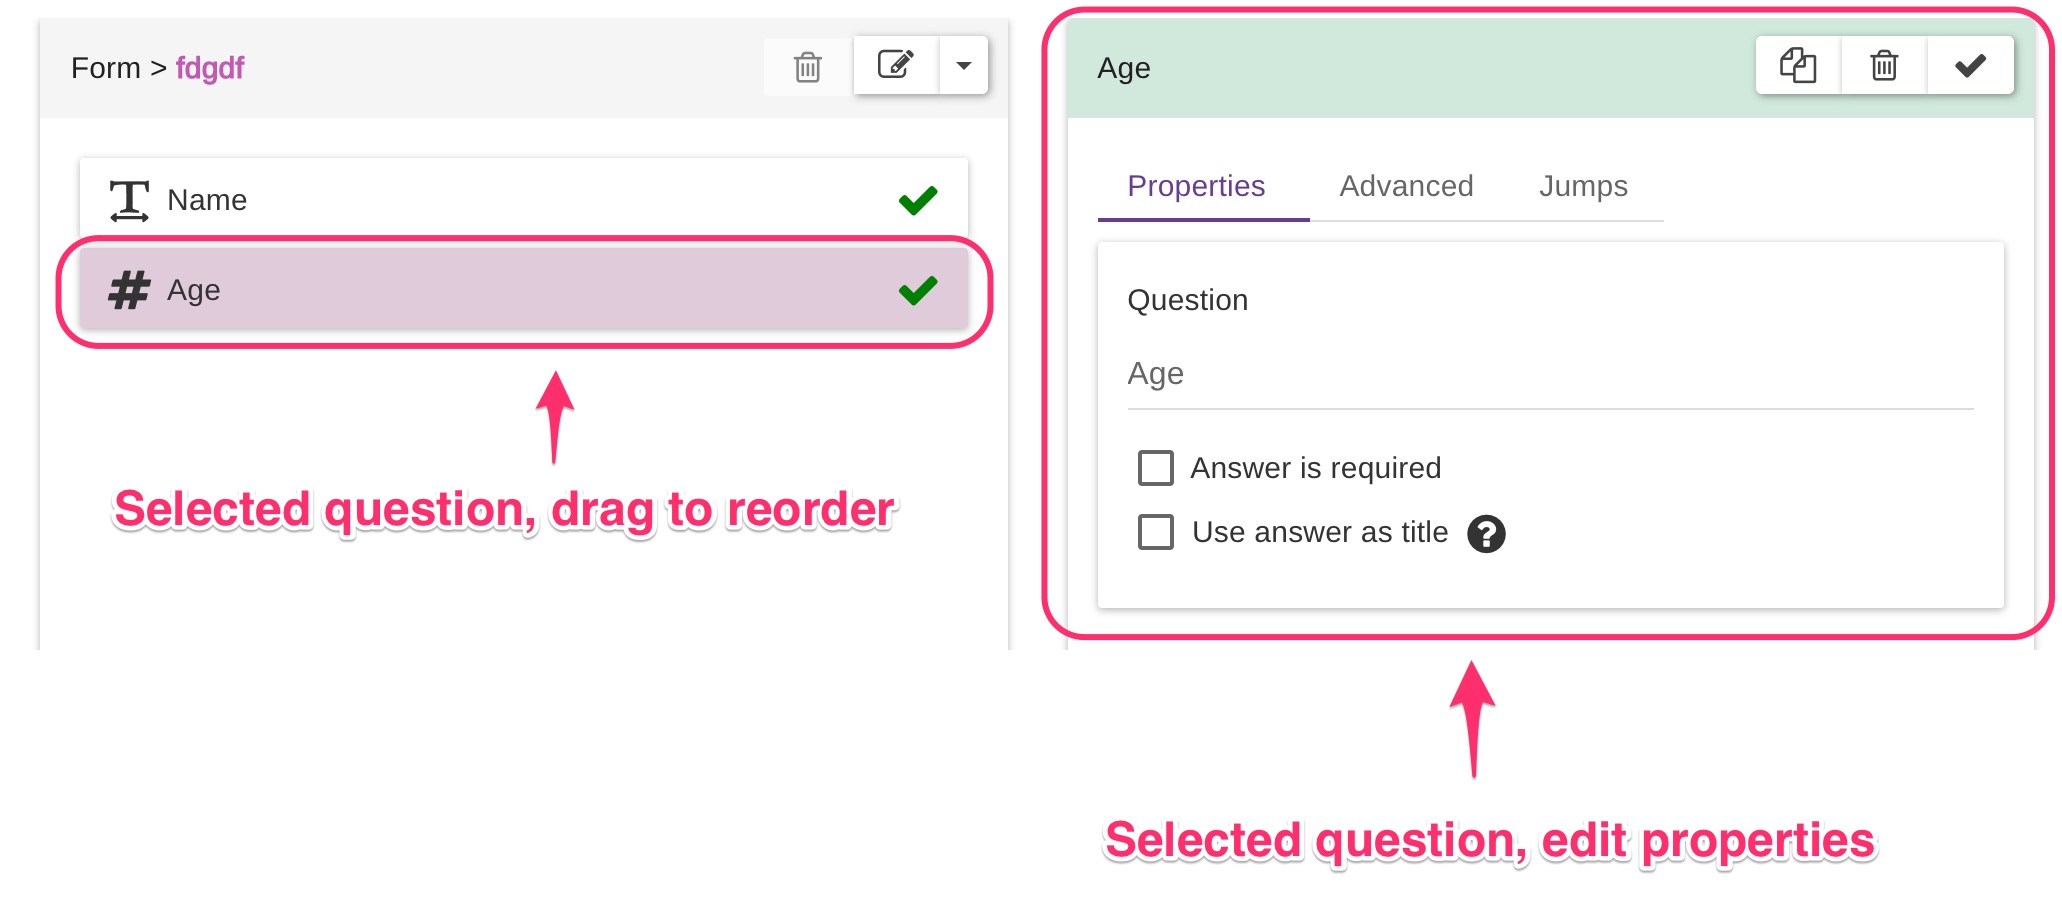 Form > fdgdf
Name
Age
Selected question, drag to reorder
Age
Properties Advanced Jumps
Question
Age
Answer is required
Use answer as title
Selected question, edit properties